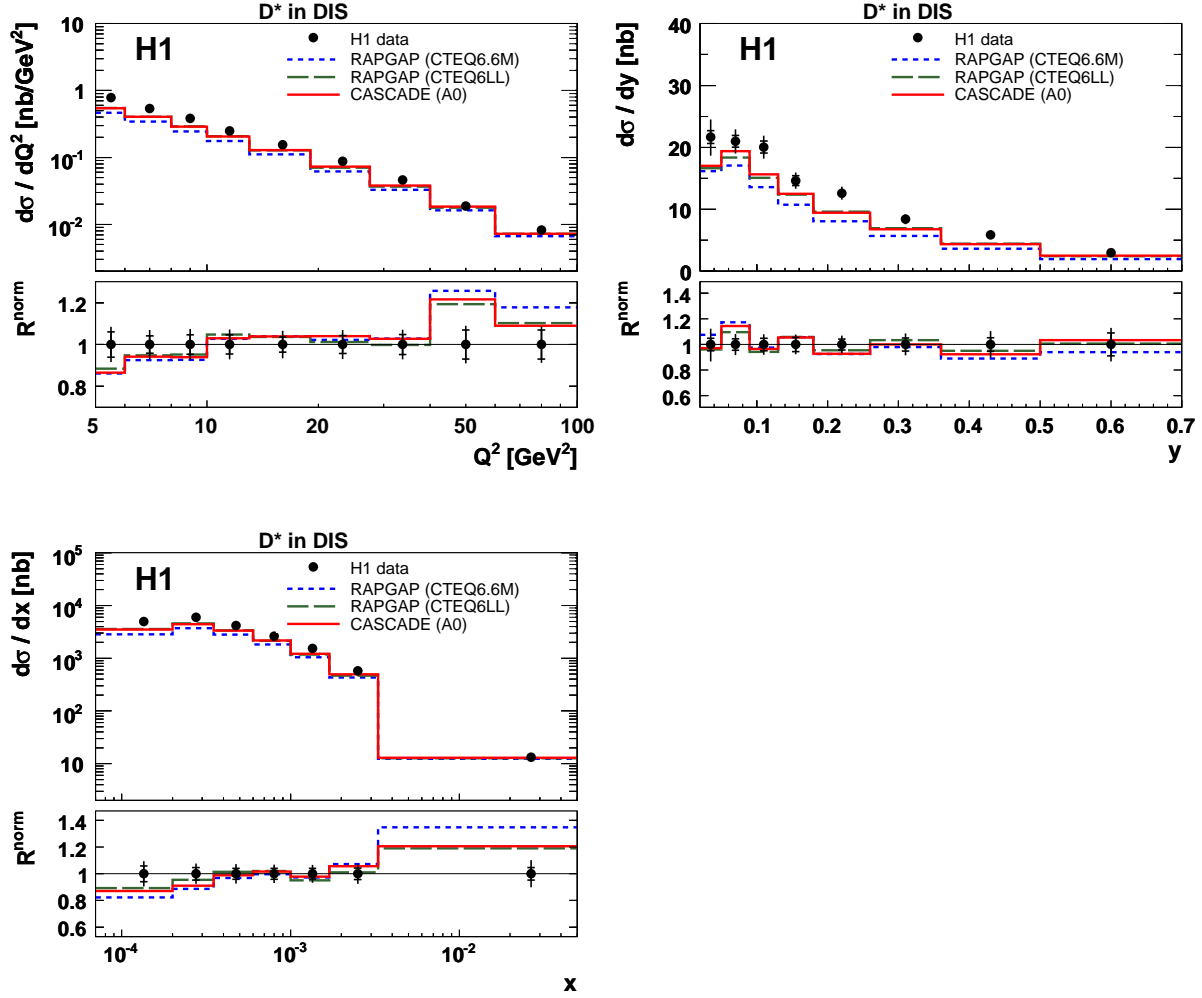 D* in DIS
H1
H1 data
RAPGAP (CTEQ6.6M)
RAPGAP (CTEQ6LL)
CASCADE (A0)
dσ / dQ² [nb/GeV²]
10
1
10⁻¹
10⁻²
R^norm
1.2
1
0.8
5 10 20 50 100
Q² [GeV²]
D* in DIS
H1
H1 data
RAPGAP (CTEQ6.6M)
RAPGAP (CTEQ6LL)
CASCADE (A0)
dσ / dy [nb]
40
30
20
10
0
R^norm
1.4
1.2
1.0
0.8
0.6
0.1 0.2 0.3 0.4 0.5 0.6 0.7
y
D* in DIS
H1
H1 data
RAPGAP (CTEQ6.6M)
RAPGAP (CTEQ6LL)
CASCADE (A0)
dσ / dx [nb]
10⁵
10⁴
10³
10²
10
R^norm
1.4
1.2
1.0
0.8
0.6
10⁻⁴ 10⁻³ 10⁻²
x